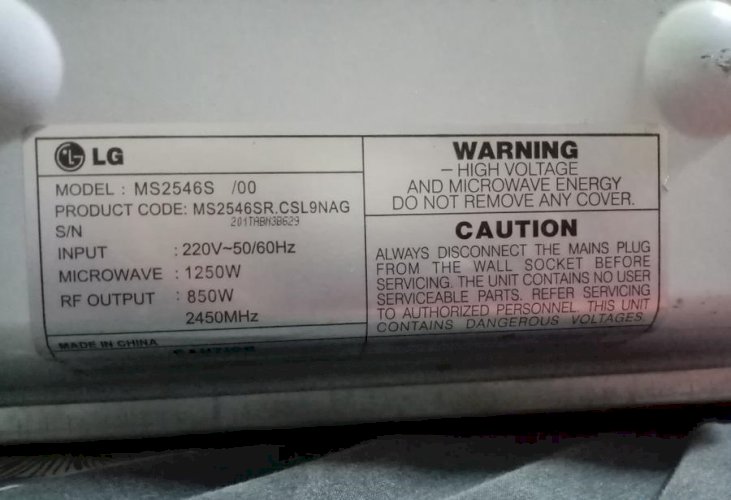 LG
MODEL : MS2546S /00
PRODUCT CODE: MS2546SR.CSL9NAG
S/N 201TABN3B629
INPUT : 220V~50/60Hz
MICROWAVE : 1250W
RF OUTPUT : 850W
2450MHz
MADE IN CHINA
CAUTION
WARNING
– HIGH VOLTAGE
AND MICROWAVE ENERGY
DO NOT REMOVE ANY COVER.
CAUTION
ALWAYS DISCONNECT THE MAINS PLUG
FROM THE WALL SOCKET BEFORE
SERVICING. THE UNIT CONTAINS NO USER
SERVICEABLE PARTS. REFER SERVICING
TO AUTHORIZED PERSONNEL. THIS UNIT
CONTAINS DANGEROUS VOLTAGES.